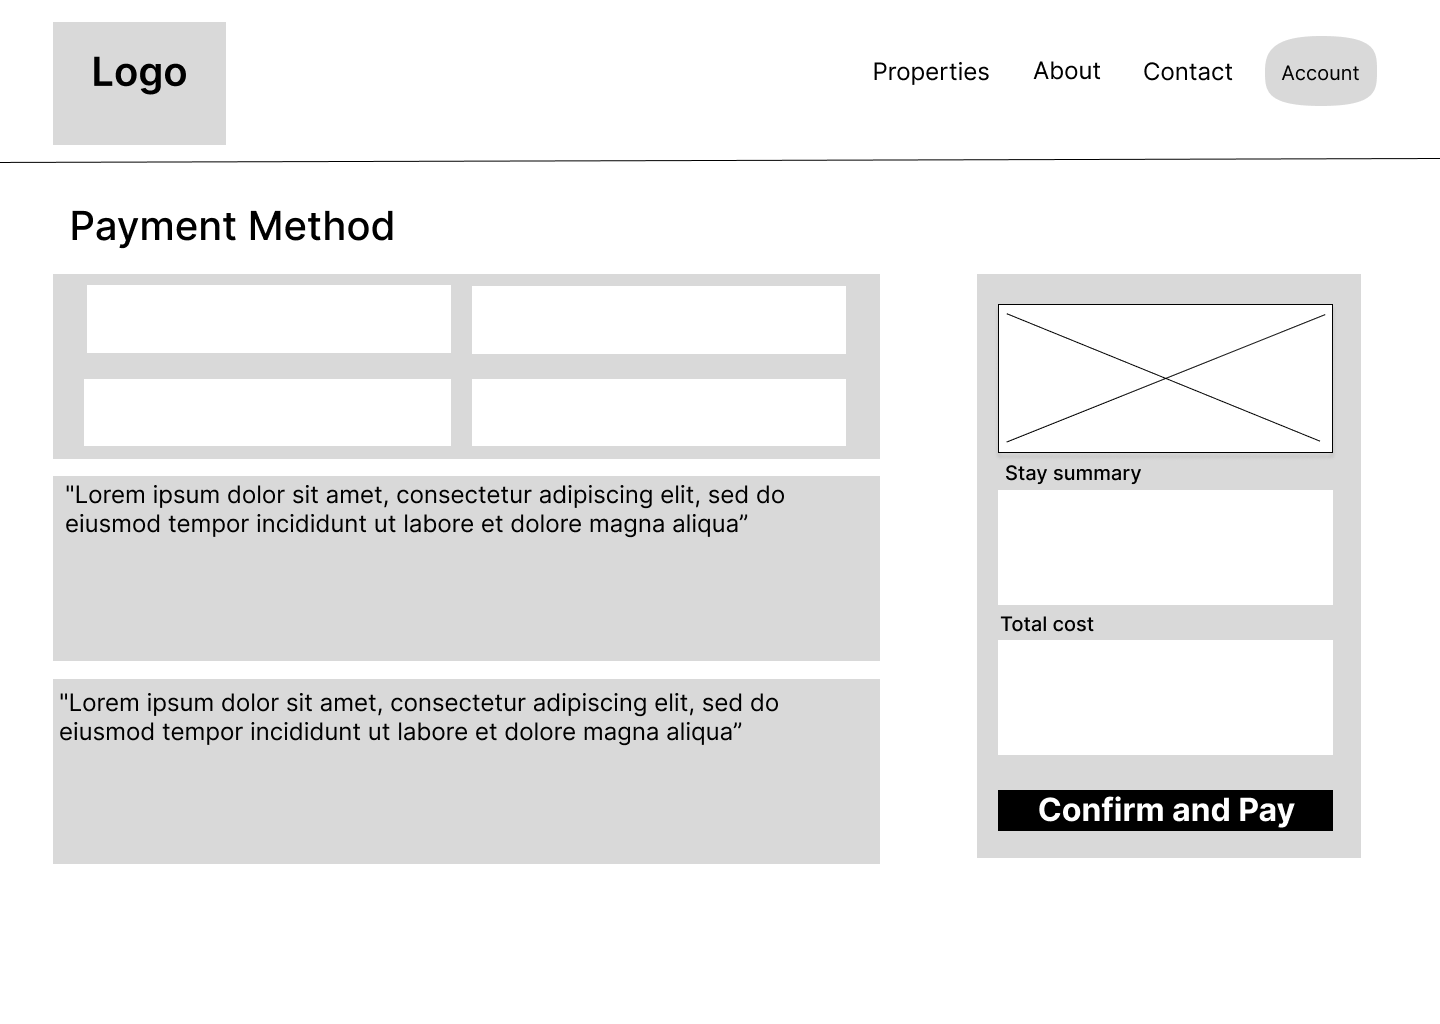 Logo
Properties
About
Contact
Account
Payment Method
"Lorem ipsum dolor sit amet, consectetur adipiscing elit, sed do
eiusmod tempor incididunt ut labore et dolore magna aliqua”
"Lorem ipsum dolor sit amet, consectetur adipiscing elit, sed do
eiusmod tempor incididunt ut labore et dolore magna aliqua”
Stay summary
Total cost
Confirm and Pay